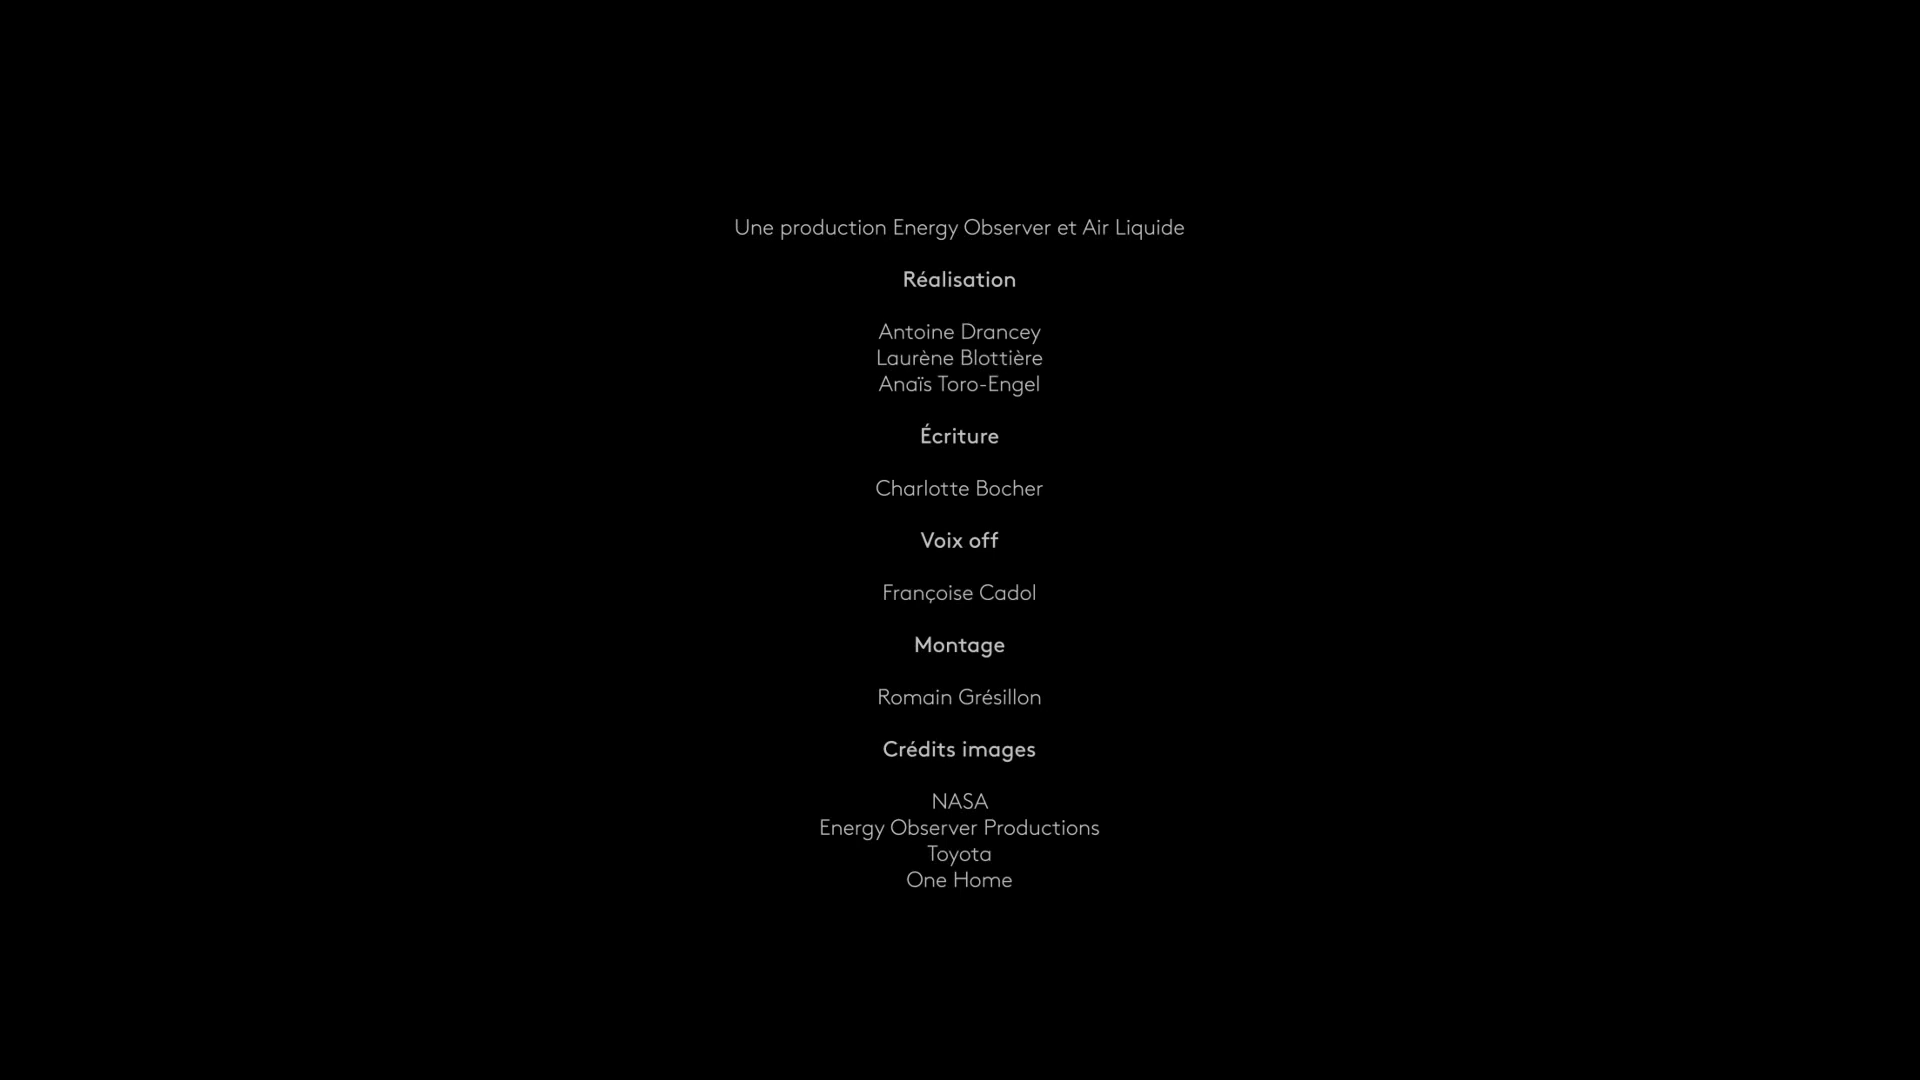 Une production Energy Observer et Air Liquide
Réalisation
Antoine Drancey
Laurène Blottière
Anaïs Toro-Engel
Écriture
Charlotte Bocher
Voix off
Françoise Cadol
Montage
Romain Grésillon
Crédits images
NASA
Energy Observer Productions
Toyota
One Home